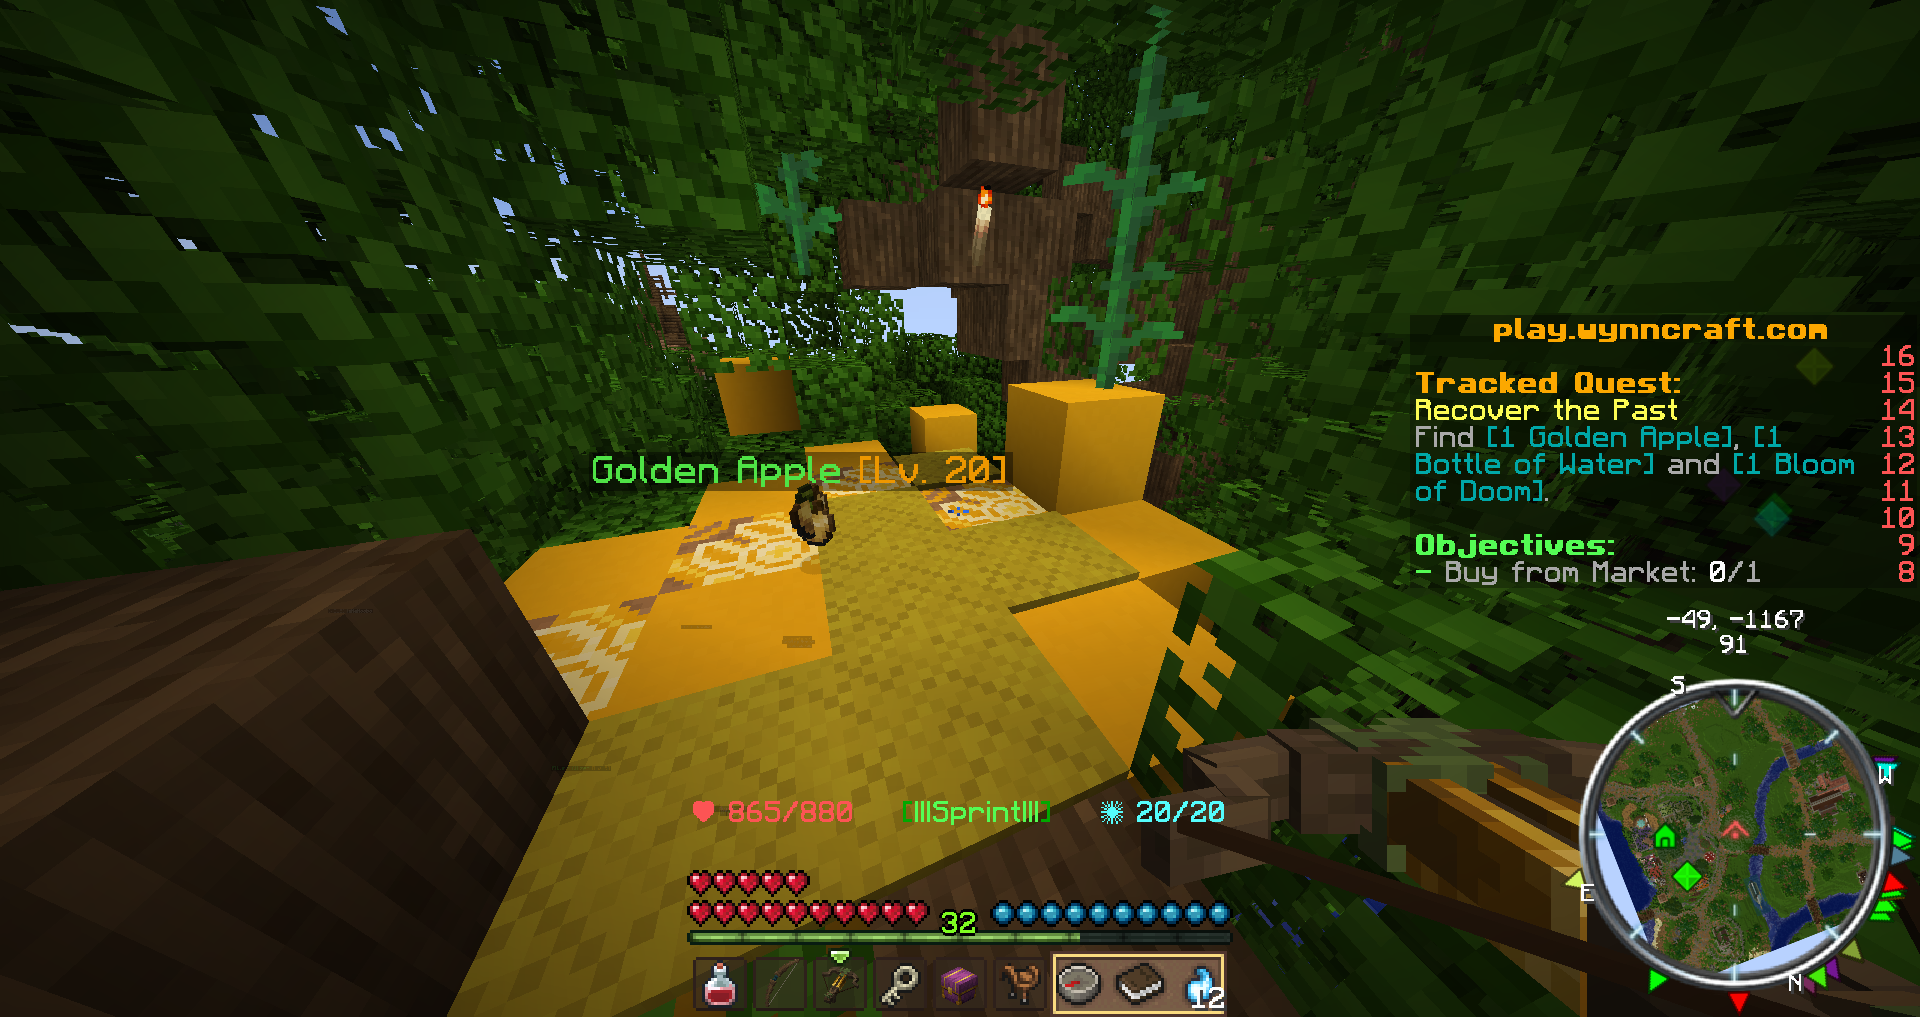 play.wynncraft.com
16
Tracked Quest: 15
Recover the Past 14
Find [1 Golden Apple], [1 13
Bottle of Water] and [1 Bloom 12
of Doom]. 11
10
Objectives: 9
- Buy from Market: 0/1 8
Golden Apple [Lv. 20]
-49, -1167
91
S
W
E
N
865/880 [|||Sprint|||] 20/20
32
12